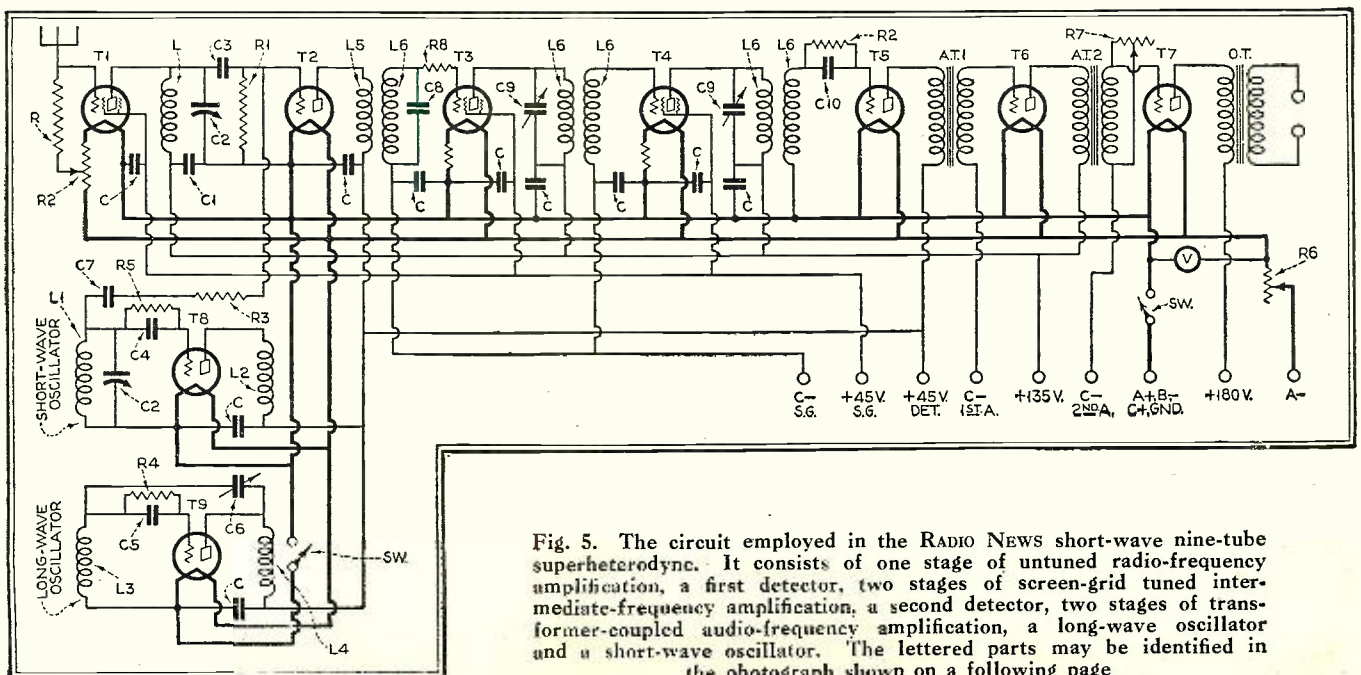 T1 L C3 R1 T2 L5 L6 R8 T3 L6 L6 T4 L6 L6 R2 T5 A.T.1 T6 A.T.2 R7 T7 O.T.
C2 C8 C9 C9 C10
R
R2 C C1 C C C C C C C
V R6
SW.
C7 R5 R3
L1 T8
C4
SHORT-WAVE
OSCILLATOR
C2 L2
C
C-
S.G.
+45V.
S.G.
+45V.
DET.
C-
1ST A.
+135V.
C-
2ND A.
A+,B-,
C+,GND.
+180V.
A-
R4
T9
C5 C6
LONG-WAVE
OSCILLATOR
L3 C SW.
L4
Fig. 5. The circuit employed in the RADIO NEWS short-wave nine-tube
superheterodyne. It consists of one stage of untuned radio-frequency
amplification, a first detector, two stages of screen-grid tuned inter-
mediate-frequency amplification, a second detector, two stages of trans-
former-coupled audio-frequency amplification, a long-wave oscillator
and a short-wave oscillator. The lettered parts may be identified in
the photograph shown on a following page